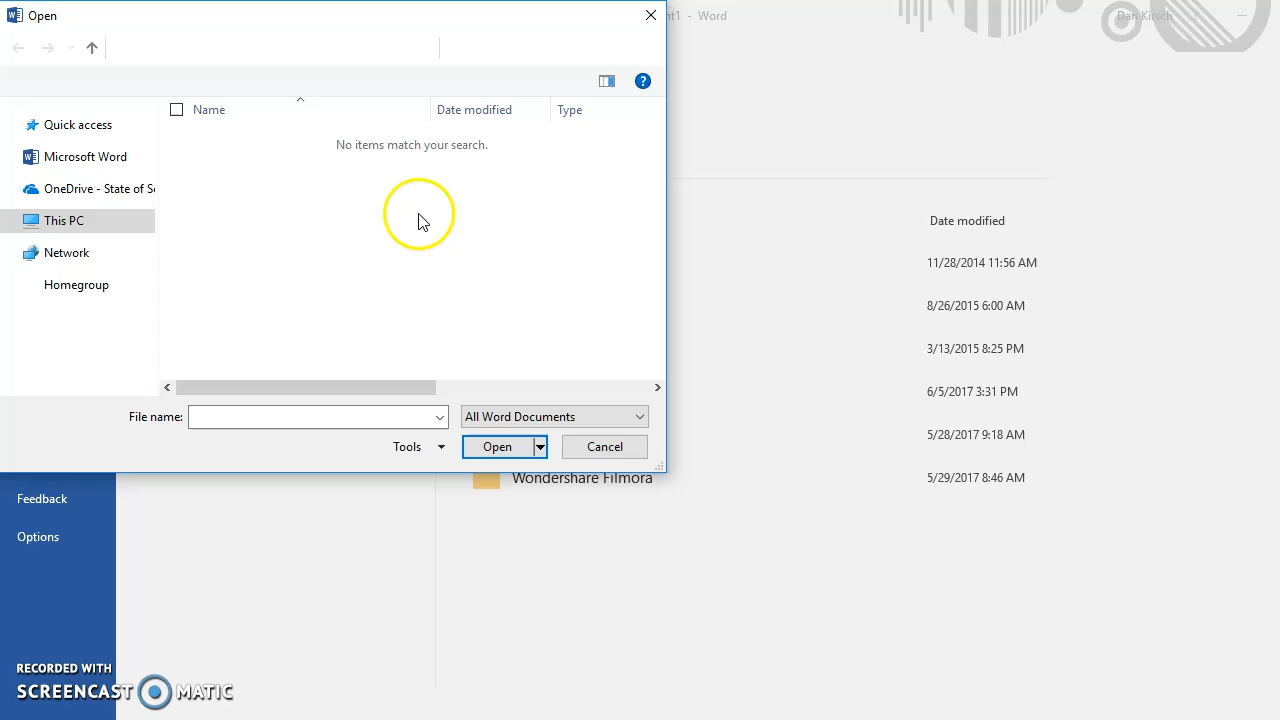 Open
nt1 - Word
Dan Kirsch
?
Name
Date modified
Type
Quick access
No items match your search.
Microsoft Word
OneDrive - State of S
This PC
Network
Homegroup
Date modified
11/28/2014 11:56 AM
8/26/2015 6:00 AM
3/13/2015 8:25 PM
6/5/2017 3:31 PM
5/28/2017 9:18 AM
File name:
All Word Documents
Tools
Open
Cancel
Wondershare Filmora
5/29/2017 8:46 AM
Feedback
Options
RECORDED WITH
SCREENCAST MATIC